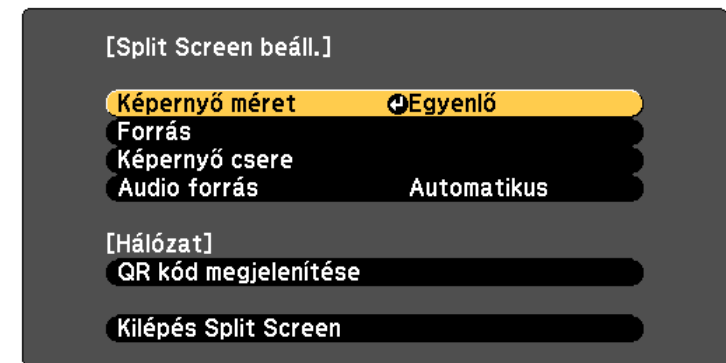 [Split Screen beáll.]
Képernyő méret Egyenlő
Forrás
Képernyő csere
Audio forrás Automatikus
[Hálózat]
QR kód megjelenítése
Kilépés Split Screen